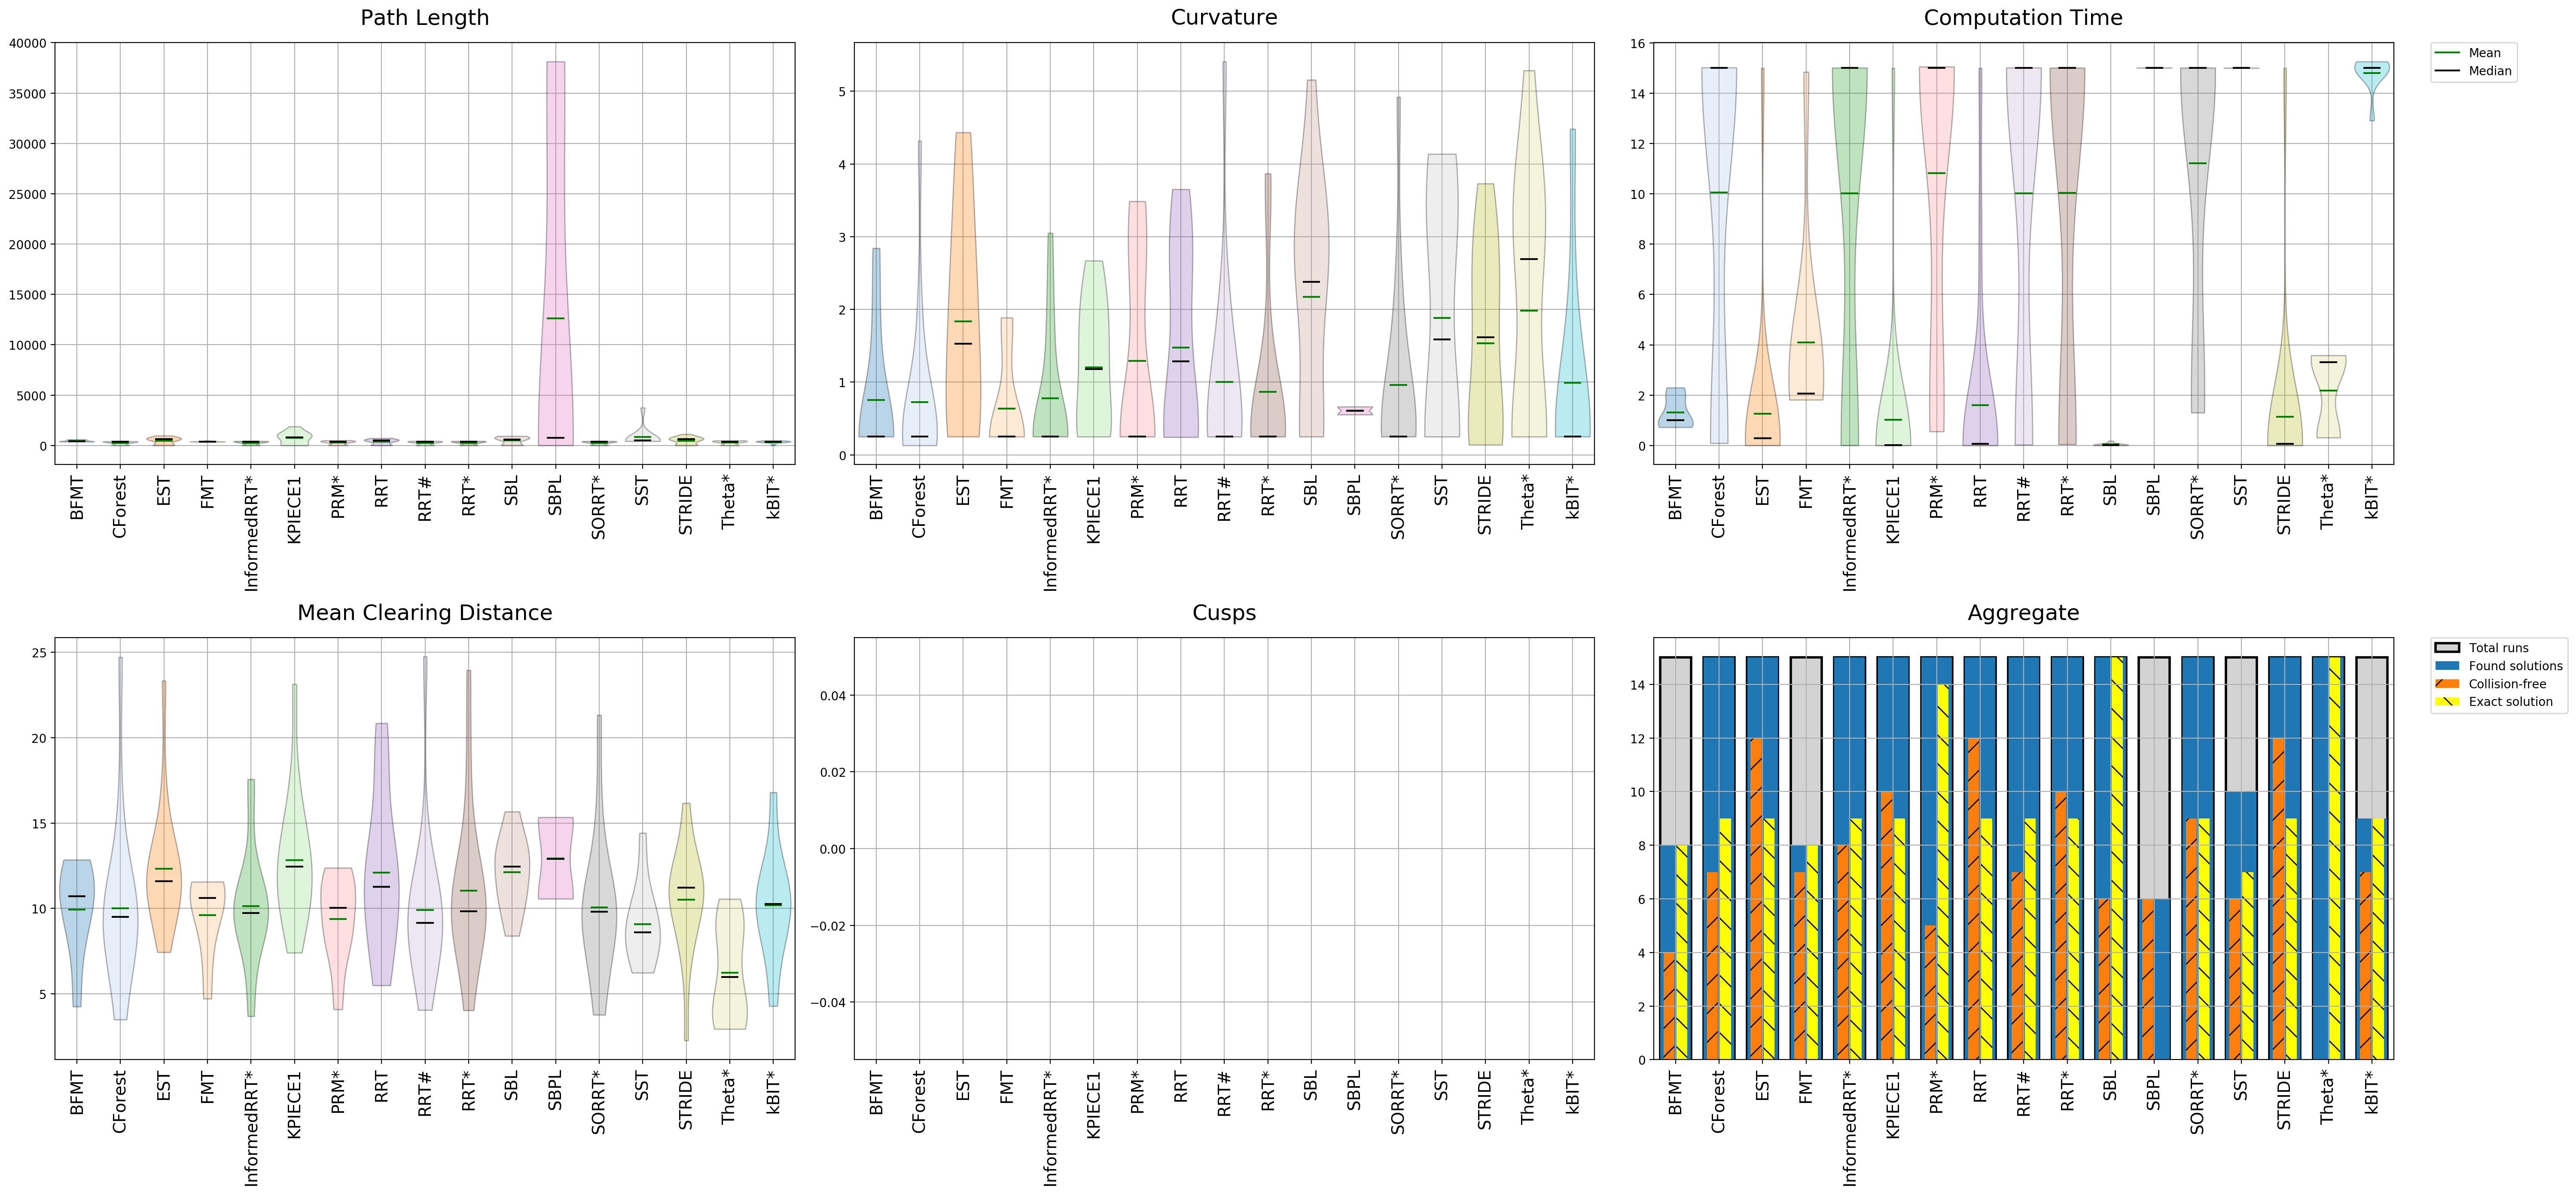 Path Length
40000
35000
30000
25000
20000
15000
10000
5000
0
BFMT
CForest
EST
FMT
InformedRRT*
KPIECE1
PRM*
RRT
RRT#
RRT*
SBL
SBPL
SORRT*
SST
STRIDE
Theta*
kBIT*
Curvature
5
4
3
2
1
0
BFMT
CForest
EST
FMT
InformedRRT*
KPIECE1
PRM*
RRT
RRT#
RRT*
SBL
SBPL
SORRT*
SST
STRIDE
Theta*
kBIT*
Computation Time
16
14
12
10
8
6
4
2
0
BFMT
CForest
EST
FMT
InformedRRT*
KPIECE1
PRM*
RRT
RRT#
RRT*
SBL
SBPL
SORRT*
SST
STRIDE
Theta*
kBIT*
Mean
Median
Mean Clearing Distance
25
20
15
10
5
BFMT
CForest
EST
FMT
InformedRRT*
KPIECE1
PRM*
RRT
RRT#
RRT*
SBL
SBPL
SORRT*
SST
STRIDE
Theta*
kBIT*
Cusps
0.04
0.02
0.00
−0.02
−0.04
BFMT
CForest
EST
FMT
InformedRRT*
KPIECE1
PRM*
RRT
RRT#
RRT*
SBL
SBPL
SORRT*
SST
STRIDE
Theta*
kBIT*
Aggregate
14
12
10
8
6
4
2
0
BFMT
CForest
EST
FMT
InformedRRT*
KPIECE1
PRM*
RRT
RRT#
RRT*
SBL
SBPL
SORRT*
SST
STRIDE
Theta*
kBIT*
Total runs
Found solutions
Collision-free
Exact solution